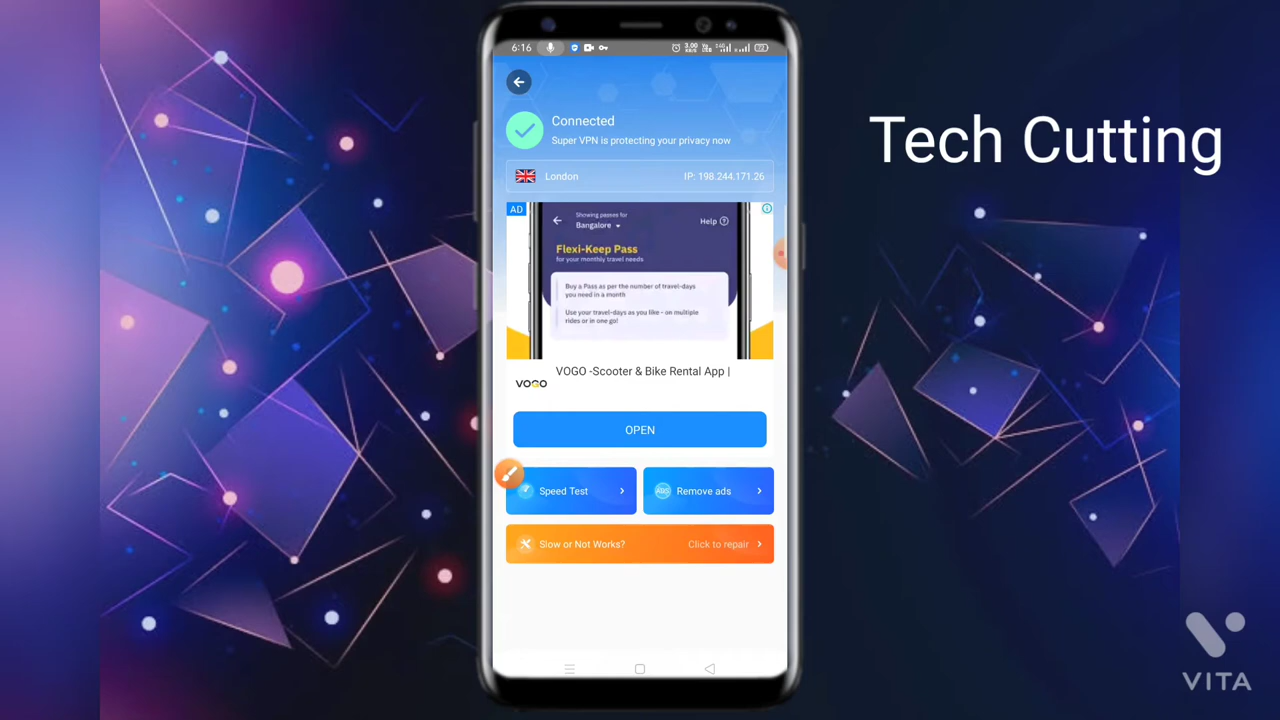 6:16
Tech Cutting
Connected
Super VPN is protecting your privacy now
London
IP: 198.244.171.26
AD
Showing passes for
Bangalore
Help
Flexi-Keep Pass
for your monthly travel needs
Buy a Pass as per the number of travel-days
you need in a month
Use your travel-days as you like - on multiple
rides or in one go!
VOGO -Scooter & Bike Rental App |
VOGO
OPEN
Speed Test
ADS
Remove ads
Slow or Not Works?
Click to repair
VITA